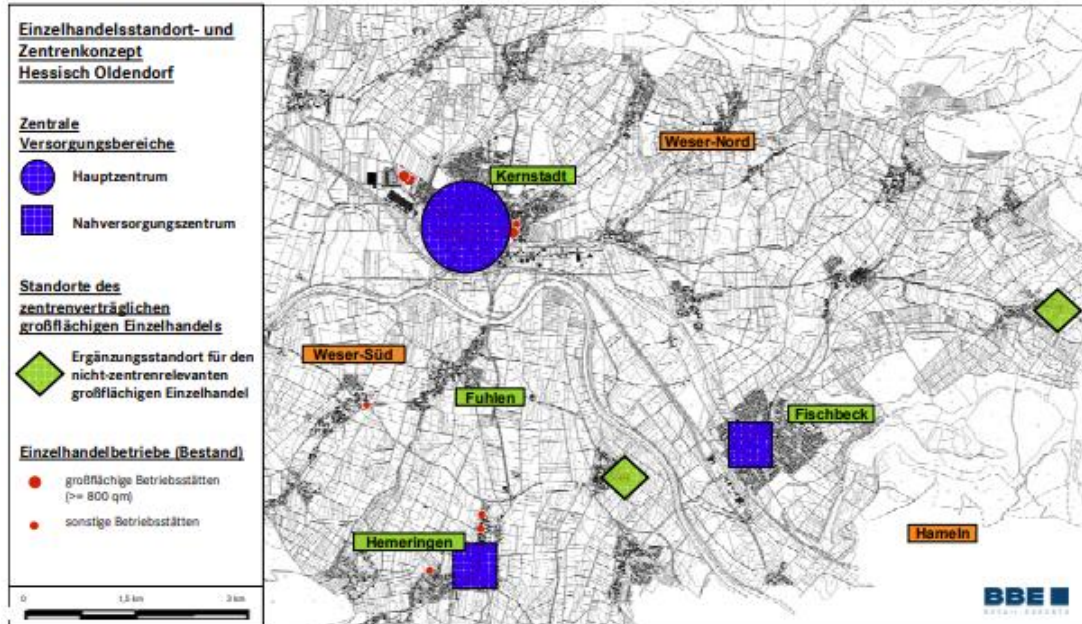 Einzelhandelsstandort- und
Zentrenkonzept
Hessisch Oldendorf
Zentrale
Versorgungsbereiche
Hauptzentrum
Nahversorgungszentrum
Standorte des
zentrenverträglichen
großflächigen Einzelhandels
Ergänzungsstandort für den
nicht-zentrenrelevanten
großflächigen Einzelhandel
Einzelhandelbetriebe (Bestand)
großflächige Betriebsstätten
(>= 800 qm)
sonstige Betriebsstätten
0 1,5 km 3 km
Weser-Nord
Kernstadt
Weser-Süd
Fuhlen
Fischbeck
Hemeringen
Hameln
BBE
RETAIL EXPERTS